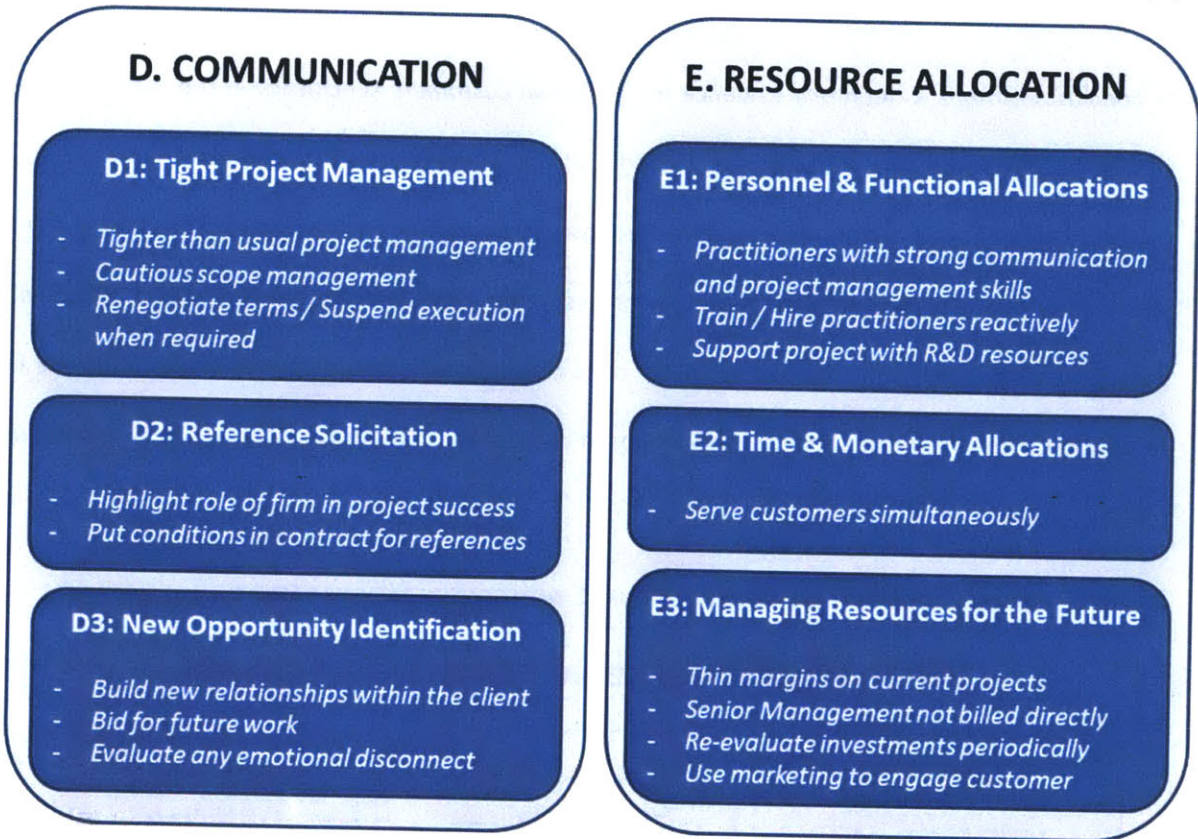 D. COMMUNICATION
D1: Tight Project Management
- Tighter than usual project management
- Cautious scope management
- Renegotiate terms / Suspend execution
when required
D2: Reference Solicitation
- Highlight role of firm in project success
- Put conditions in contract for references
D3: New Opportunity Identification
- Build new relationships within the client
- Bid for future work
- Evaluate any emotional disconnect
E. RESOURCE ALLOCATION
E1: Personnel & Functional Allocations
- Practitioners with strong communication
and project management skills
- Train / Hire practitioners reactively
- Support project with R&D resources
E2: Time & Monetary Allocations
- Serve customers simultaneously
E3: Managing Resources for the Future
- Thin margins on current projects
- Senior Management not billed directly
- Re-evaluate investments periodically
- Use marketing to engage customer